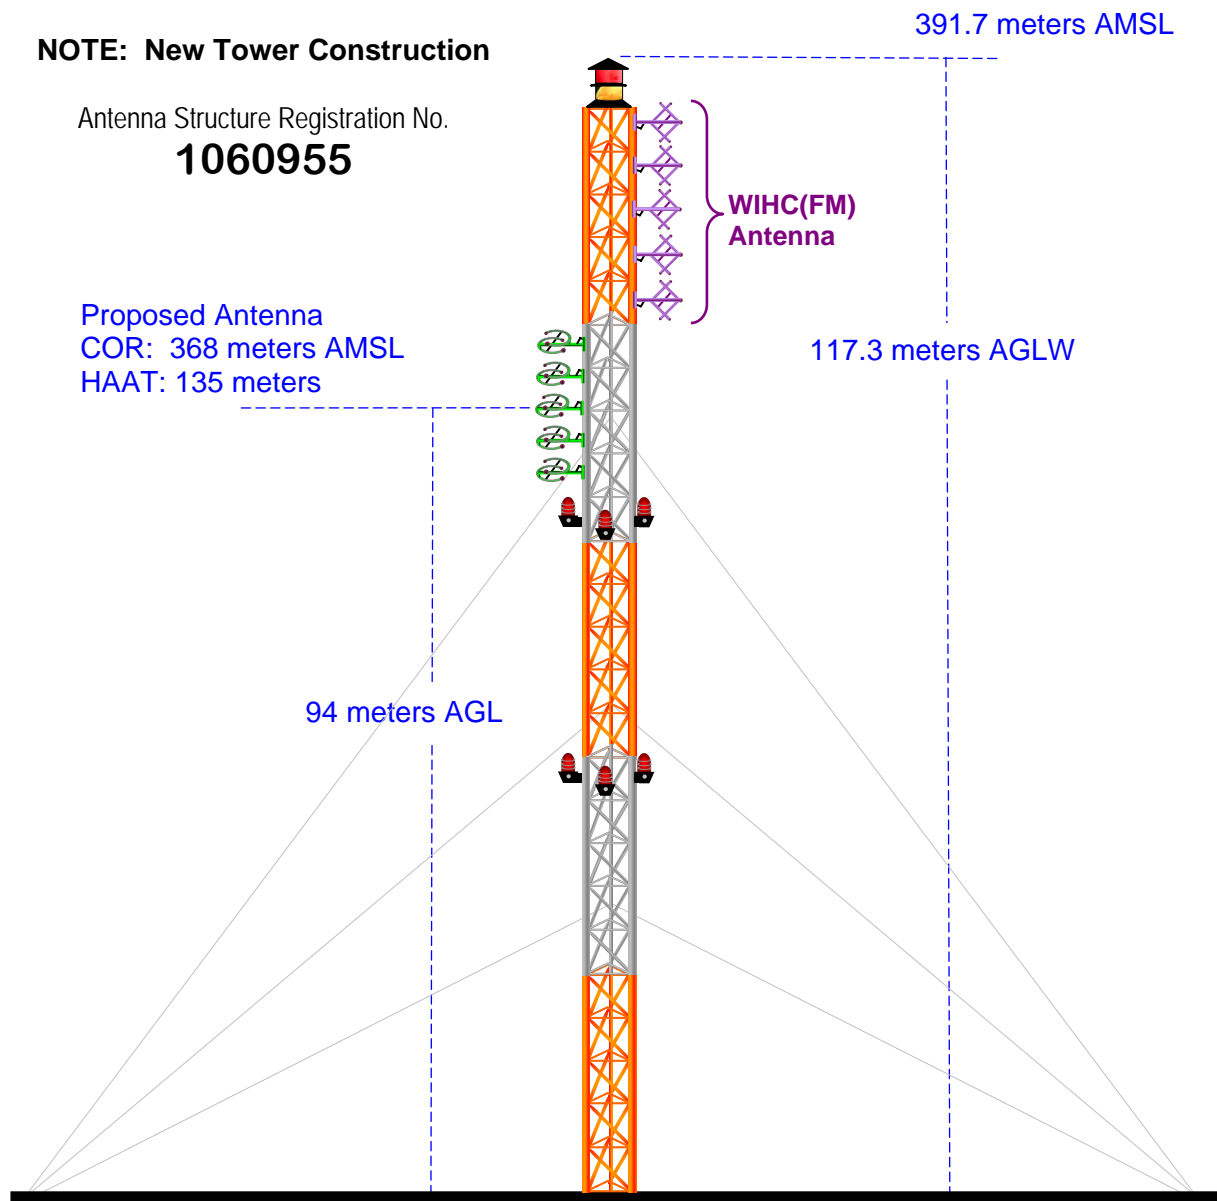 391.7 meters AMSL
NOTE:  New Tower Construction
Antenna Structure Registration No.
1060955
WIHC(FM)
Antenna
Proposed Antenna
COR:  368 meters AMSL
HAAT: 135 meters
117.3 meters AGLW
94 meters AGL